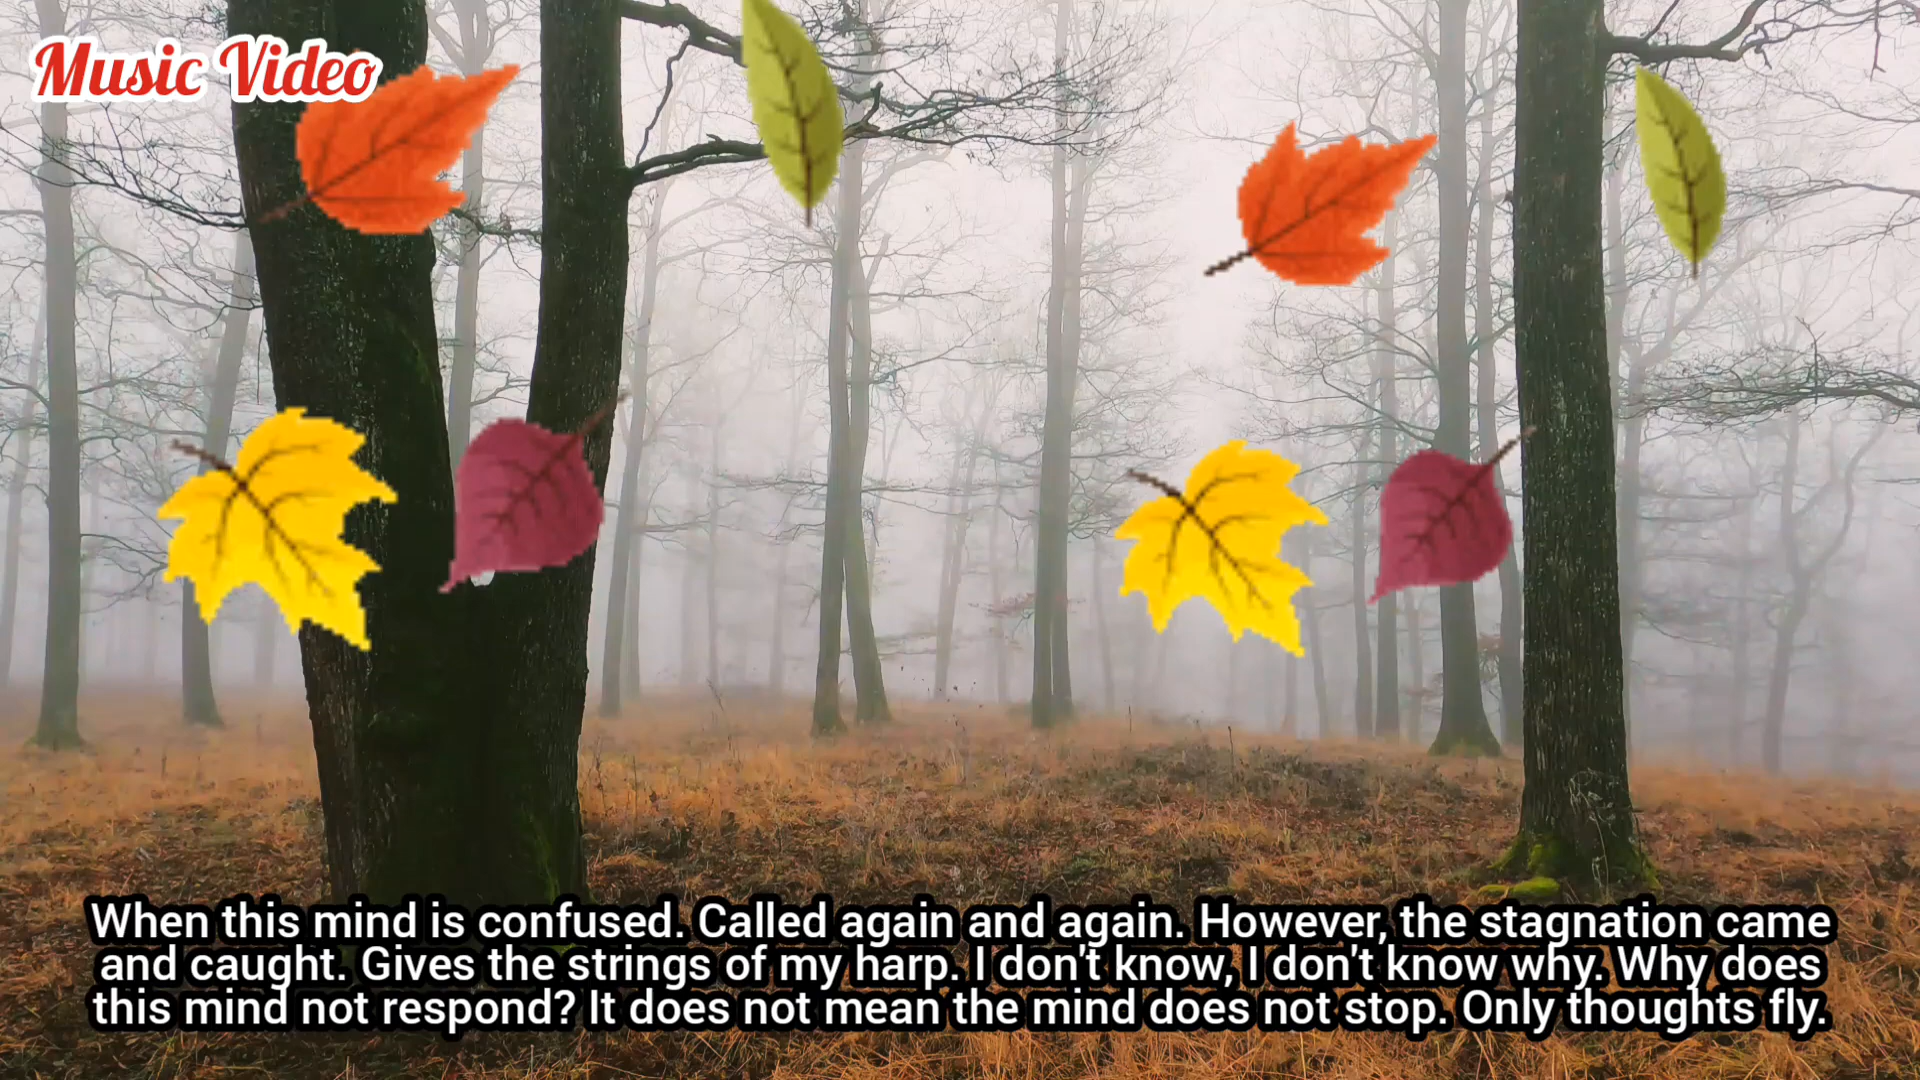 Music Video
When this mind is confused. Called again and again. However, the stagnation came
and caught. Gives the strings of my harp. I don't know, I don't know why. Why does
this mind not respond? It does not mean the mind does not stop. Only thoughts fly.